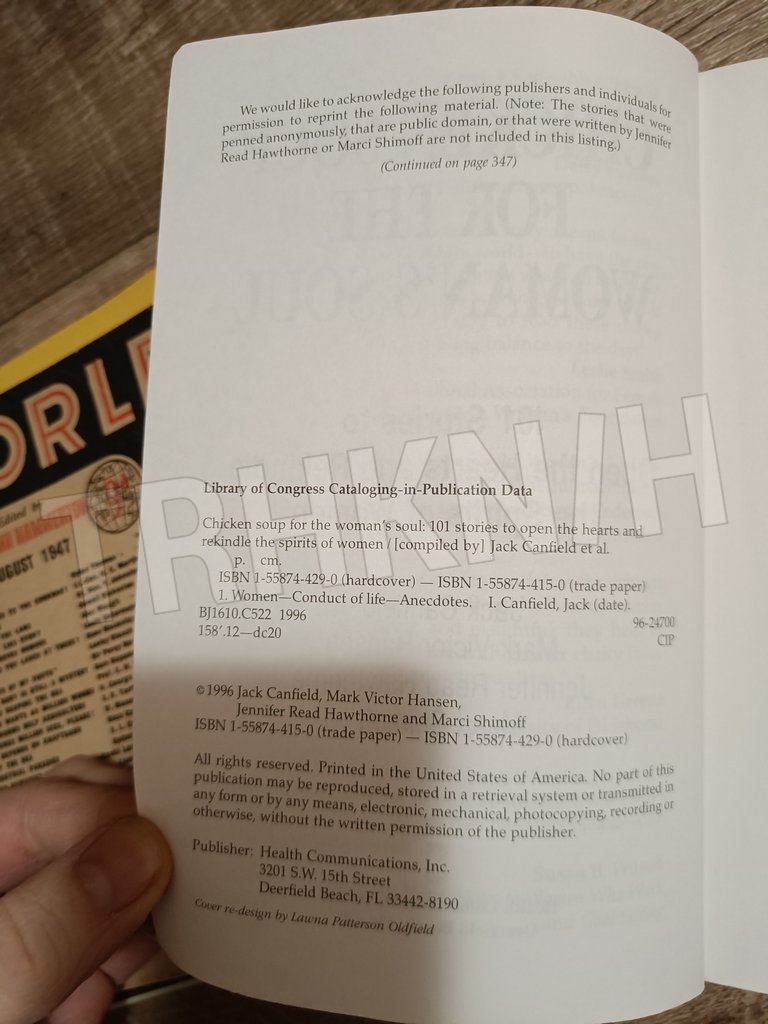 We would like to acknowledge the following publishers and individuals for
permission to reprint the following material. (Note: The stories that were
penned anonymously, that are public domain, or that were written by Jennifer
Read Hawthorne or Marci Shimoff are not included in this listing.)
(Continued on page 347)
FOR THE
WOMAN'S SOUL
ORL
Edited by
AUGUST 1947
TRHKN/H
Library of Congress Cataloging-in-Publication Data
Chicken soup for the woman's soul: 101 stories to open the hearts and
rekindle the spirits of women / [compiled by] Jack Canfield et al.
p. cm.
ISBN 1-55874-429-0 (hardcover) — ISBN 1-55874-415-0 (trade paper)
1. Women—Conduct of life—Anecdotes. I. Canfield, Jack (date).
BJ1610.C522 1996
96-24700
158'.12—dc20
CIP
©1996 Jack Canfield, Mark Victor Hansen,
Jennifer Read Hawthorne and Marci Shimoff
ISBN 1-55874-415-0 (trade paper) — ISBN 1-55874-429-0 (hardcover)
All rights reserved. Printed in the United States of America. No part of this
publication may be reproduced, stored in a retrieval system or transmitted in
any form or by any means, electronic, mechanical, photocopying, recording or
otherwise, without the written permission of the publisher.
Publisher: Health Communications, Inc.
3201 S.W. 15th Street
Deerfield Beach, FL 33442-8190
Cover re-design by Lawna Patterson Oldfield